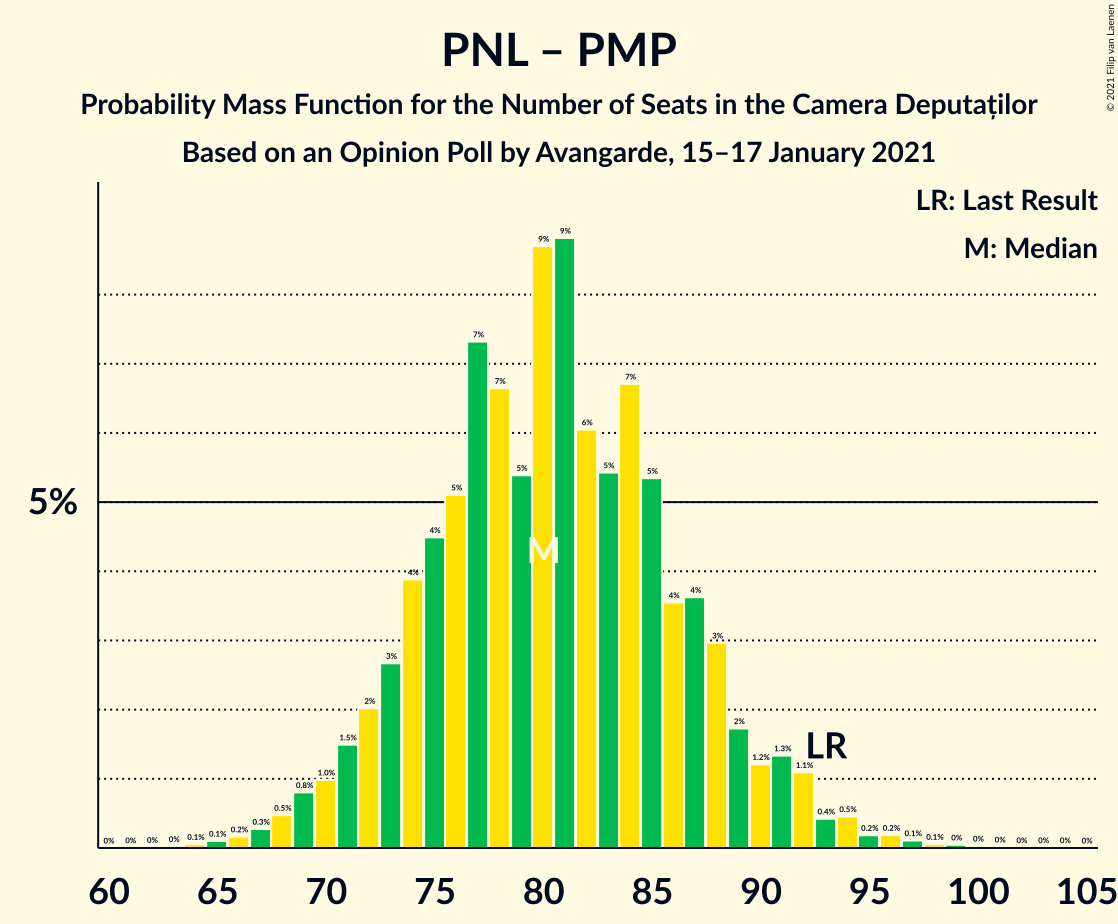 PNL – PMP
Probability Mass Function for the Number of Seats in the Camera Deputaților
Based on an Opinion Poll by Avangarde, 15–17 January 2021
© 2021 Filip van Laenen
LR: Last Result
M: Median
5%
0% 0% 0% 0% 0.1% 0.1% 0.2% 0.3% 0.5% 0.8% 1.0% 1.5% 2% 3% 4% 4% 5% 7% 7% 5% 9% 9% 6% 5% 7% 5% 4% 4% 3% 2% 1.2% 1.3% 1.1% 0.4% 0.5% 0.2% 0.2% 0.1% 0.1% 0% 0% 0% 0% 0% 0% 0%
M
LR
60 65 70 75 80 85 90 95 100 105